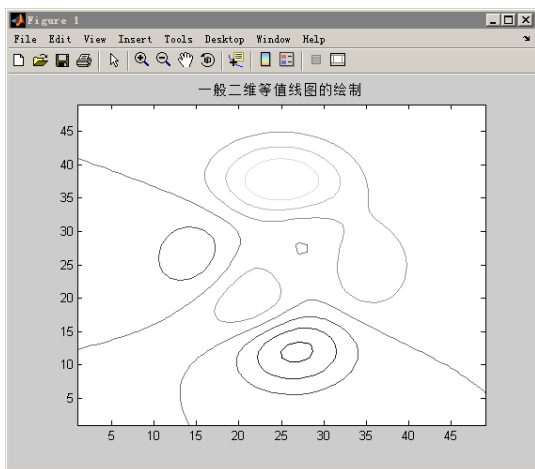 Figure 1
File Edit View Insert Tools Desktop Window Help
一般二维等值线图的绘制
45
40
35
30
25
20
15
10
5
5 10 15 20 25 30 35 40 45